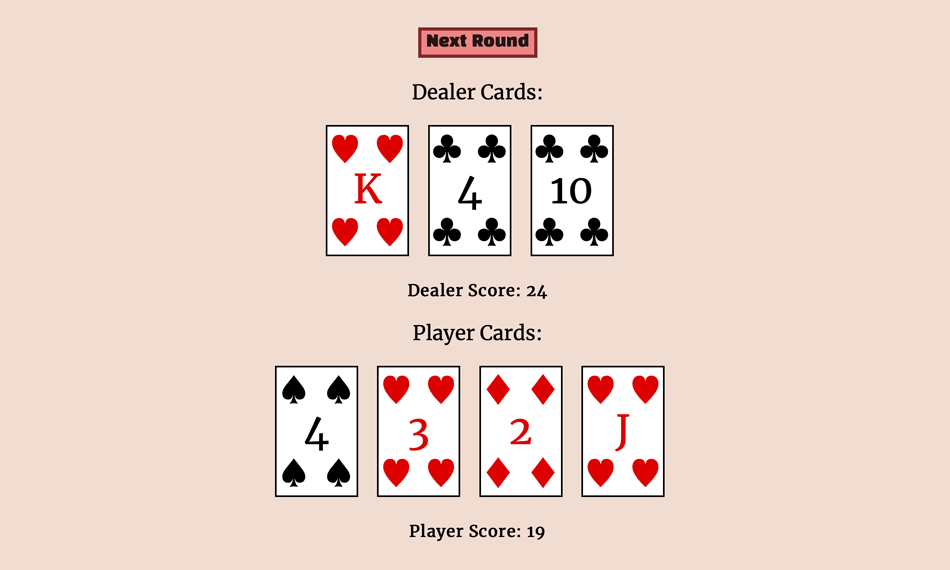 Next Round
Dealer Cards:
K 4 10
Dealer Score: 24
Player Cards:
4 3 2 J
Player Score: 19